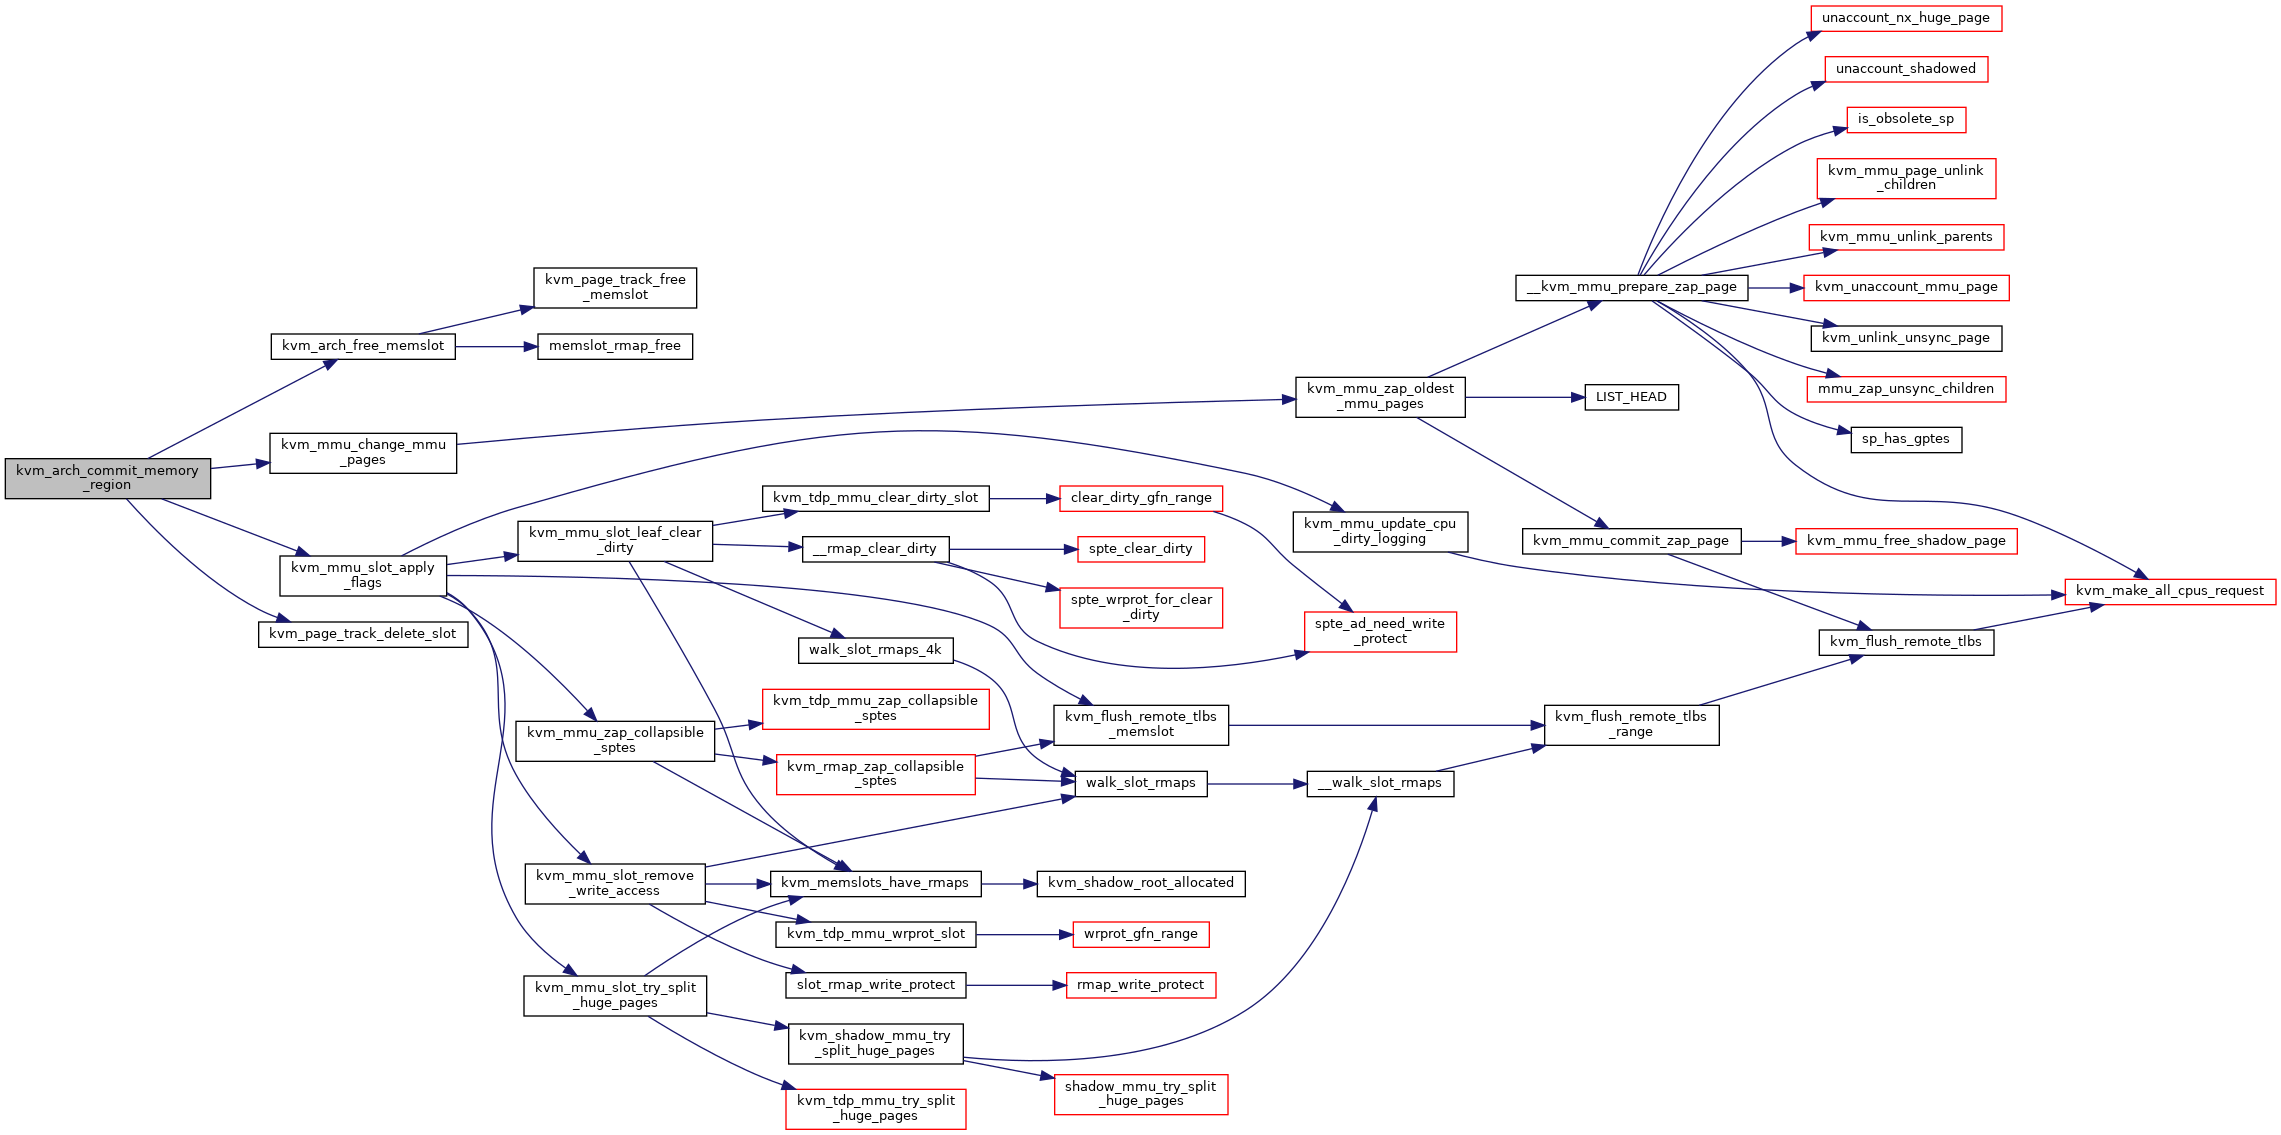 unaccount_nx_huge_page
unaccount_shadowed
is_obsolete_sp
kvm_mmu_page_unlink
_children
kvm_mmu_unlink_parents
kvm_page_track_free
_memslot
__kvm_mmu_prepare_zap_page
kvm_unaccount_mmu_page
kvm_arch_free_memslot
memslot_rmap_free
kvm_unlink_unsync_page
kvm_mmu_zap_oldest
_mmu_pages
LIST_HEAD
mmu_zap_unsync_children
kvm_mmu_change_mmu
_pages
sp_has_gptes
kvm_arch_commit_memory
_region
kvm_tdp_mmu_clear_dirty_slot
clear_dirty_gfn_range
kvm_mmu_update_cpu
_dirty_logging
kvm_mmu_slot_leaf_clear
_dirty
__rmap_clear_dirty
spte_clear_dirty
kvm_mmu_commit_zap_page
kvm_mmu_free_shadow_page
kvm_mmu_slot_apply
_flags
kvm_make_all_cpus_request
spte_wrprot_for_clear
_dirty
spte_ad_need_write
_protect
kvm_page_track_delete_slot
walk_slot_rmaps_4k
kvm_flush_remote_tlbs
kvm_tdp_mmu_zap_collapsible
_sptes
kvm_flush_remote_tlbs
_memslot
kvm_flush_remote_tlbs
_range
kvm_mmu_zap_collapsible
_sptes
kvm_rmap_zap_collapsible
_sptes
walk_slot_rmaps
__walk_slot_rmaps
kvm_mmu_slot_remove
_write_access
kvm_memslots_have_rmaps
kvm_shadow_root_allocated
kvm_tdp_mmu_wrprot_slot
wrprot_gfn_range
slot_rmap_write_protect
rmap_write_protect
kvm_mmu_slot_try_split
_huge_pages
kvm_shadow_mmu_try
_split_huge_pages
shadow_mmu_try_split
_huge_pages
kvm_tdp_mmu_try_split
_huge_pages